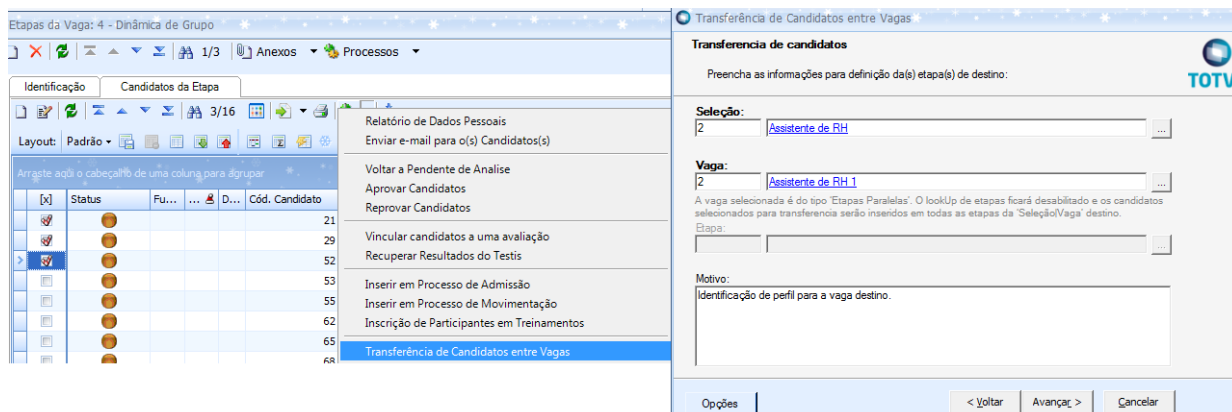 Etapas da Vaga: 4 - Dinâmica de Grupo
1/3 Anexos Processos
Identificação Candidatos da Etapa
3/16
Layout: Padrão
Arraste aqui o cabeçalho de uma coluna para agrupar
[x] Status Fu... ... D... Cód. Candidato
21
29
52
53
55
62
65
68
Relatório de Dados Pessoais
Enviar e-mail para o(s) Candidatos(s)
Voltar a Pendente de Analise
Aprovar Candidatos
Reprovar Candidatos
Vincular candidatos a uma avaliação
Recuperar Resultados do Testis
Inserir em Processo de Admissão
Inserir em Processo de Movimentação
Inscrição de Participantes em Treinamentos
Transferência de Candidatos entre Vagas
Transferência de Candidatos entre Vagas
Transferencia de candidatos
Preencha as informações para definição da(s) etapa(s) de destino:
TOTV
Seleção:
2 Assistente de RH ...
Vaga:
2 Assistente de RH 1 ...
A vaga selecionada é do tipo 'Etapas Paralelas'. O lookUp de etapas ficará desabilitado e os candidatos
selecionados para transferencia serão inseridos em todas as etapas da 'Seleção|Vaga' destino.
Etapa:
...
Motivo:
Identificação de perfil para a vaga destino.
Opções < Voltar Avançar > Cancelar